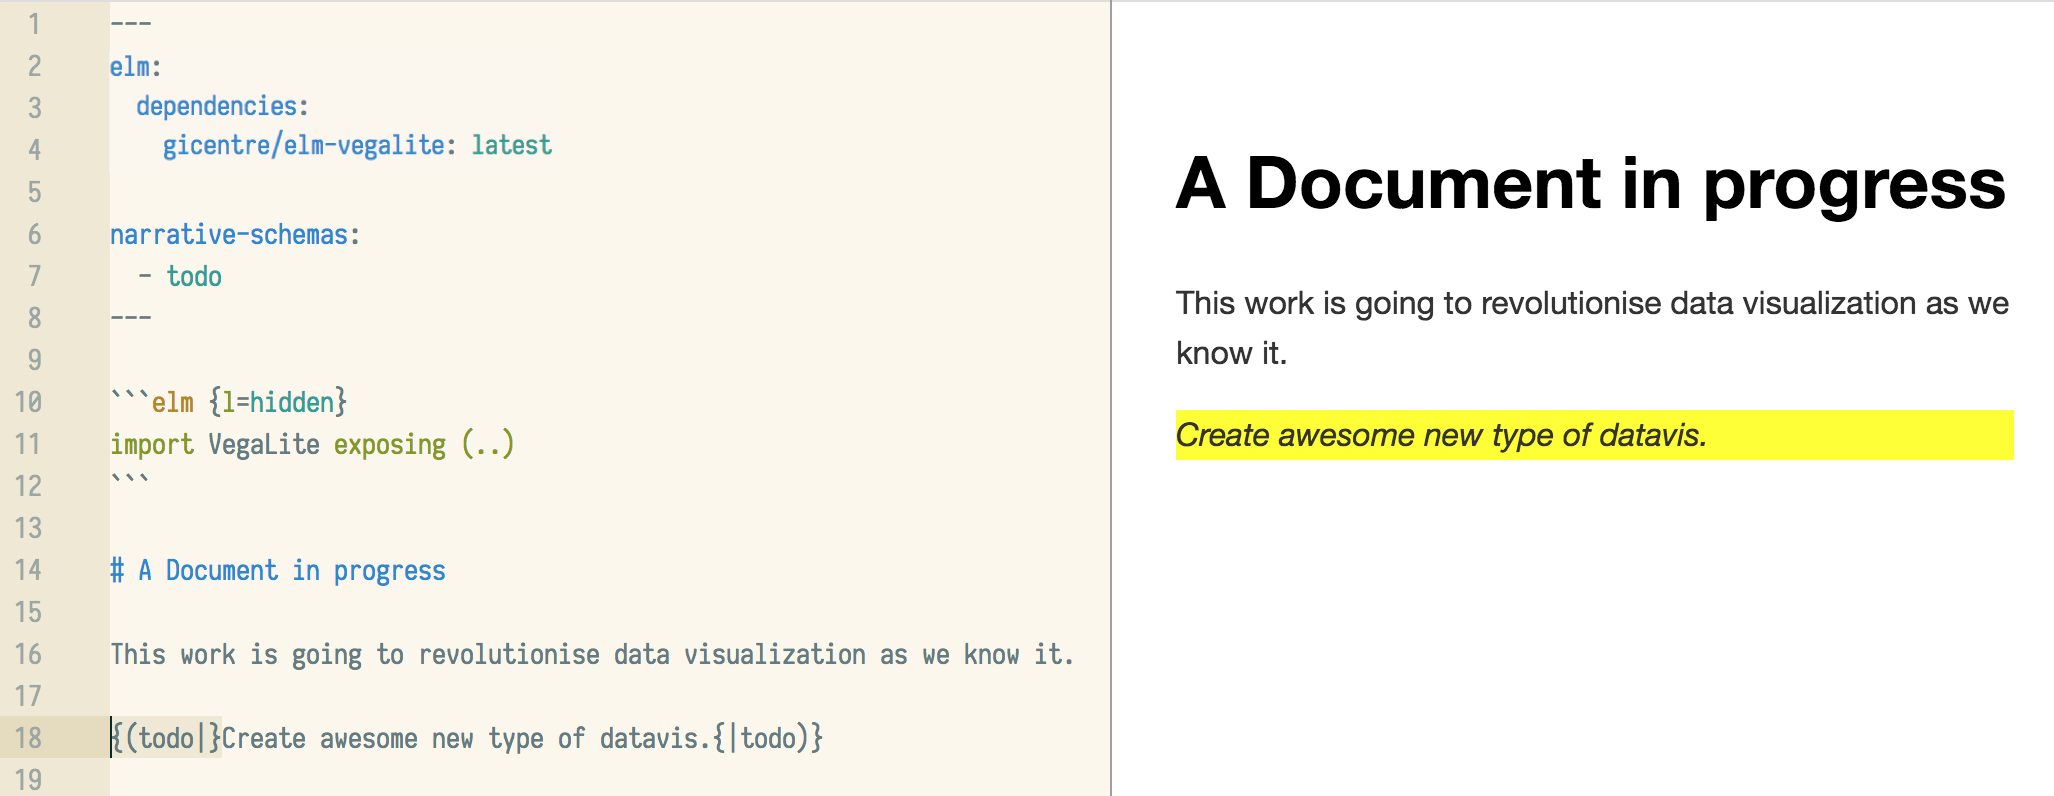 1 ---
2 elm:
3   dependencies:
4     gicentre/elm-vegalite: latest
5
6 narrative-schemas:
7   - todo
8 ---
9
10 ```elm {l=hidden}
11 import VegaLite exposing (..)
12 ```
13
14 # A Document in progress
15
16 This work is going to revolutionise data visualization as we know it.
17
18 {(todo|}Create awesome new type of datavis.{|todo)}
19
A Document in progress
This work is going to revolutionise data visualization as we
know it.
Create awesome new type of datavis.